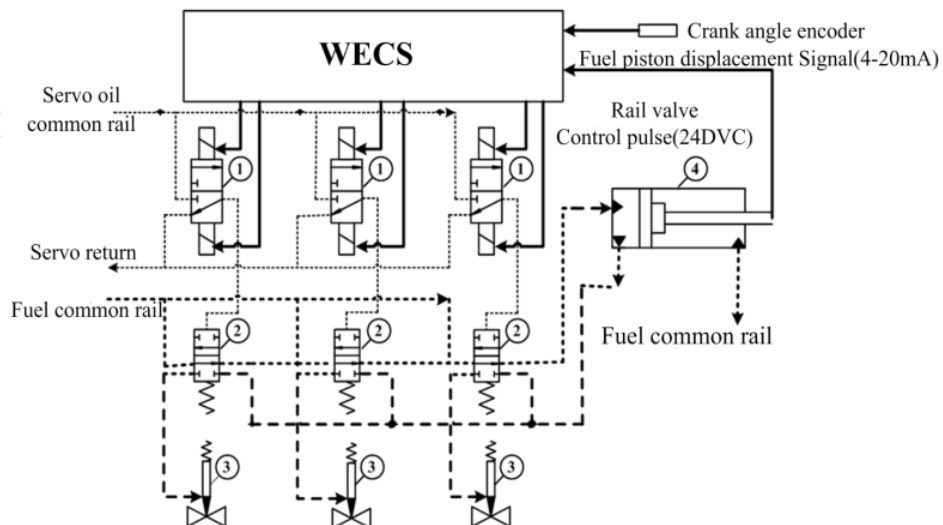 WECS
Crank angle encoder
Fuel piston displacement Signal(4-20mA)
Servo oil
common rail
Rail valve
Control pulse(24DVC)
1
1
1
4
Servo return
Fuel common rail
2
2
2
Fuel common rail
3
3
3